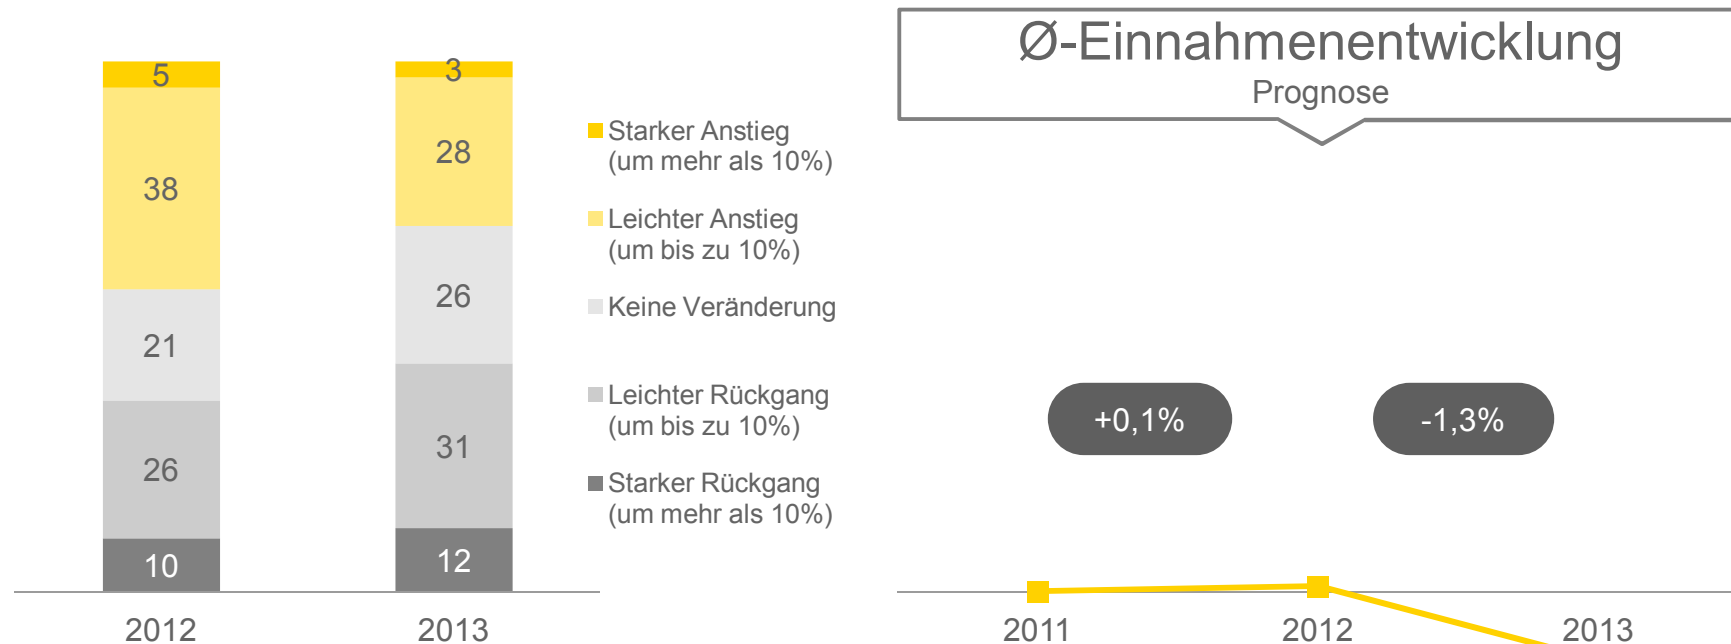 5
38
21
26
10
2012
3
28
26
31
12
2013
Starker Anstieg
(um mehr als 10%)
Leichter Anstieg
(um bis zu 10%)
Keine Veränderung
Leichter Rückgang
(um bis zu 10%)
Starker Rückgang
(um mehr als 10%)
Ø-Einnahmenentwicklung
Prognose
+0,1%
-1,3%
2011
2012
2013